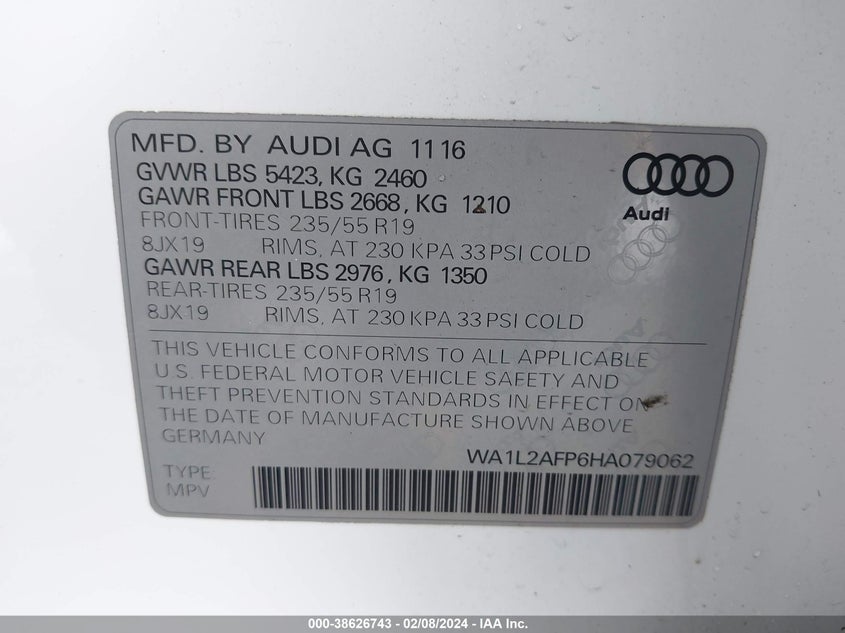 MFD. BY AUDI AG 11 16
GVWR LBS 5423, KG 2460
GAWR FRONT LBS 2668, KG 1210
FRONT-TIRES 235/55 R19
8JX19 RIMS, AT 230 KPA 33 PSI COLD
GAWR REAR LBS 2976, KG 1350
REAR-TIRES 235/55 R19
8JX19 RIMS, AT 230 KPA 33 PSI COLD
Audi
THIS VEHICLE CONFORMS TO ALL APPLICABLE
U.S. FEDERAL MOTOR VEHICLE SAFETY AND
THEFT PREVENTION STANDARDS IN EFFECT ON
THE DATE OF MANUFACTURE SHOWN ABOVE
GERMANY
WA1L2AFP6HA079062
TYPE
MPV
000-38626743 - 02/08/2024 - IAA Inc.